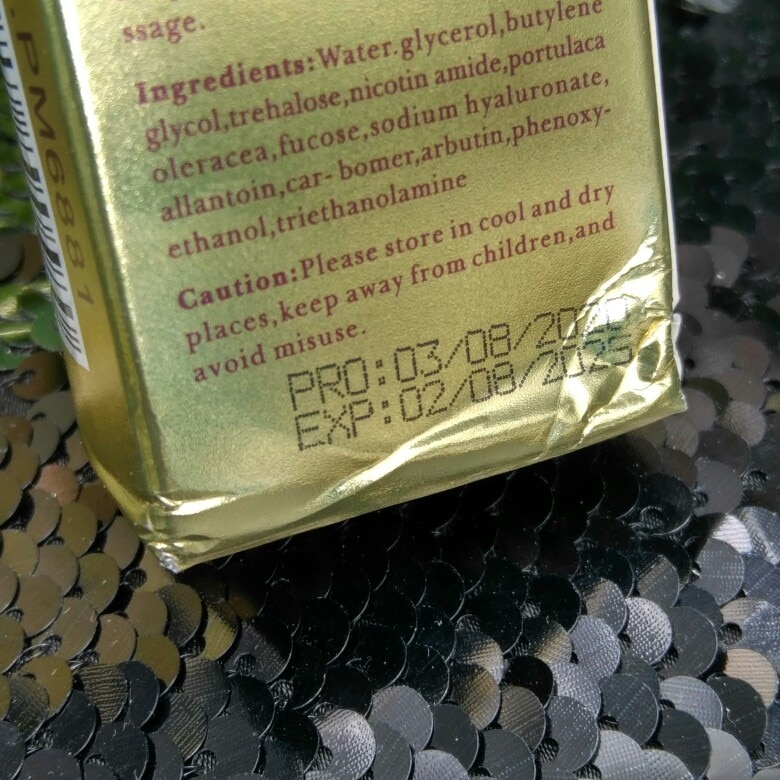 ssage.
Ingredients:Water.glycerol,butylene
glycol,trehalose,nicotin amide,portulaca
oleracea,fucose,sodium hyaluronate,
allantoin,car- bomer,arbutin,phenoxy-
ethanol,triethanolamine
Caution:Please store in cool and dry
places,keep away from children,and
avoid misuse.
PRO:03/08/
EXP:02/08/2025
.PM6881